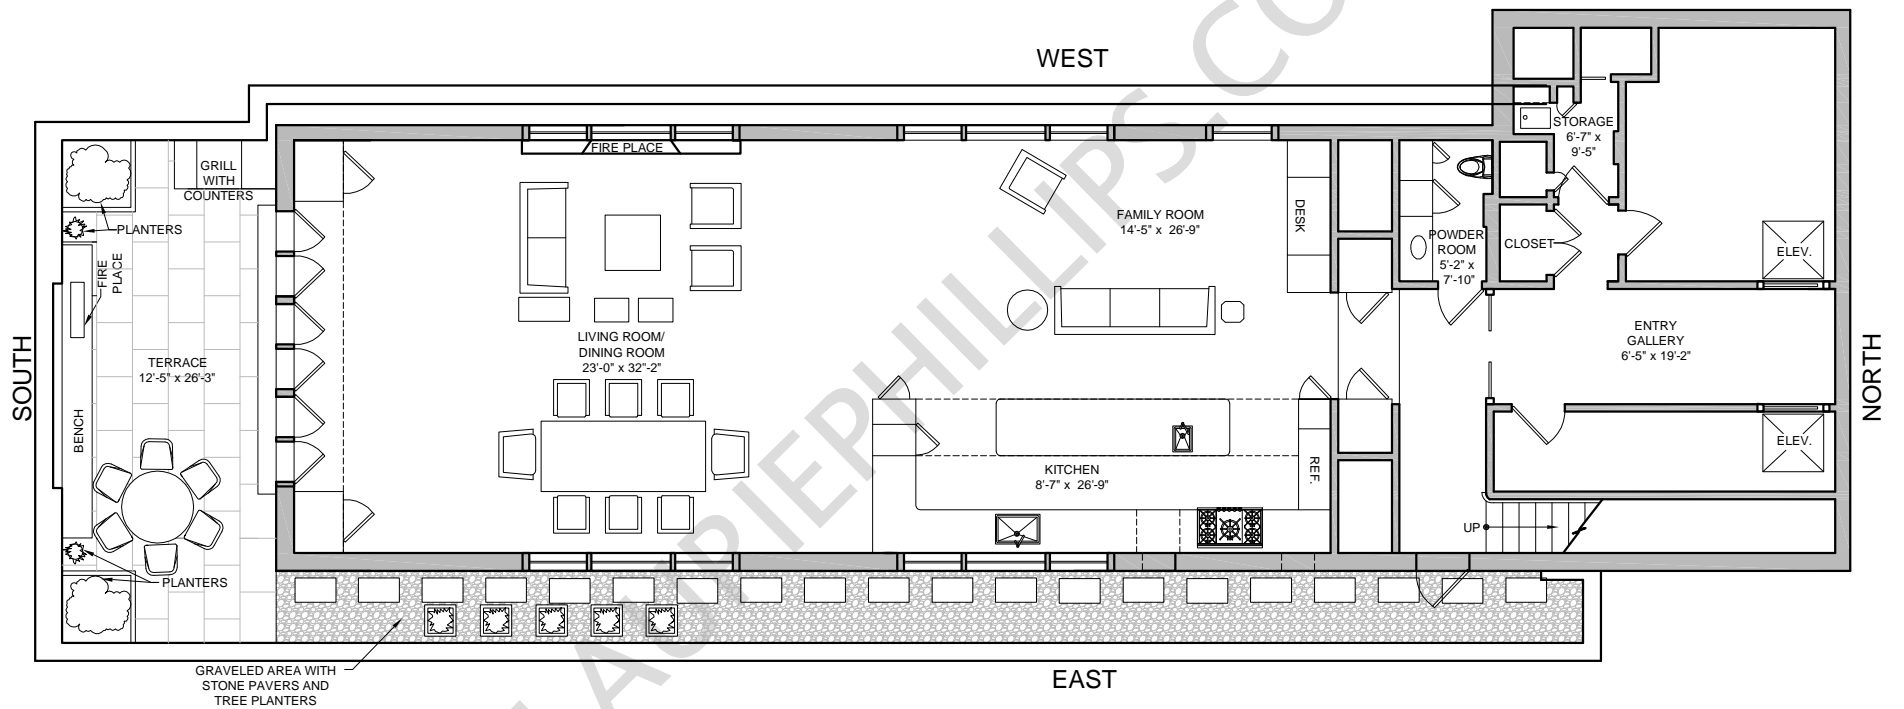 WEST
STORAGE
6'-7" x
9'-5"
GRILL
WITH
COUNTERS
FIRE PLACE
PLANTERS
FIRE
PLACE
FAMILY ROOM
14'-5" x 26'-9"
DESK
POWDER
ROOM
5'-2" x
7'-10"
CLOSET
ELEV.
SOUTH
TERRACE
12'-5" x 26'-3"
LIVING ROOM/
DINING ROOM
23'-0" x 32"-2"
ENTRY
GALLERY
6'-5" x 19'-2"
NORTH
BENCH
KITCHEN
8'-7" x 26'-9"
REF.
ELEV.
UP
PLANTERS
GRAVELED AREA WITH
STONE PAVERS AND
TREE PLANTERS
EAST
LAURIEPHILLIPS.CO